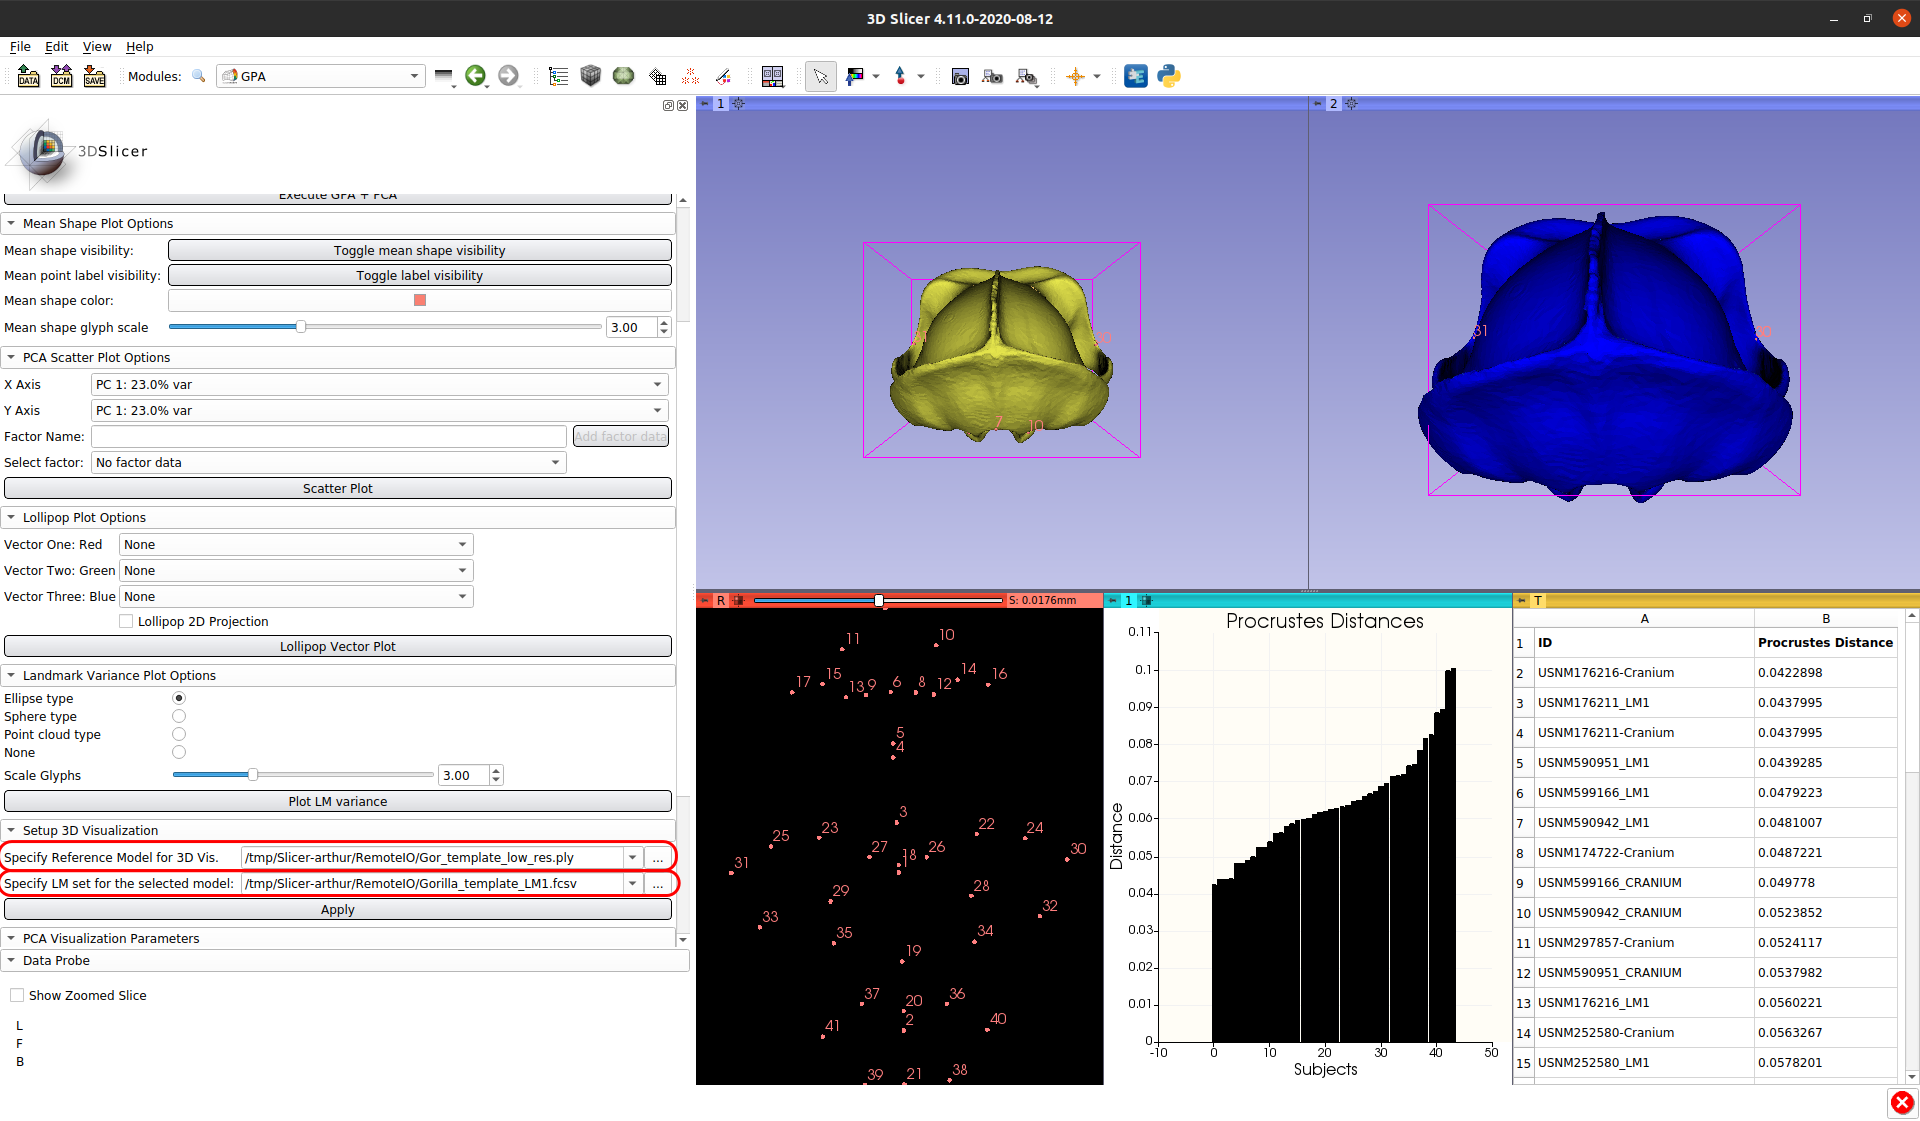 3D Slicer 4.11.0-2020-08-12
File Edit View Help
DATA DCM SAVE Modules: GPA
3DSlicer
Execute GPA + PCA
Mean Shape Plot Options
Mean shape visibility: Toggle mean shape visibility
Mean point label visibility: Toggle label visibility
Mean shape color:
Mean shape glyph scale 3.00
PCA Scatter Plot Options
X Axis PC 1: 23.0% var
Y Axis PC 1: 23.0% var
Factor Name: Add factor data
Select factor: No factor data
Scatter Plot
Lollipop Plot Options
Vector One: Red None
Vector Two: Green None
Vector Three: Blue None
Lollipop 2D Projection
Lollipop Vector Plot
Landmark Variance Plot Options
Ellipse type
Sphere type
Point cloud type
None
Scale Glyphs 3.00
Plot LM variance
Setup 3D Visualization
Specify Reference Model for 3D Vis. /tmp/Slicer-arthur/RemoteIO/Gor_template_low_res.ply ...
Specify LM set for the selected model: /tmp/Slicer-arthur/RemoteIO/Gorilla_template_LM1.fcsv ...
Apply
PCA Visualization Parameters
Data Probe
Show Zoomed Slice
L
F
B
1
7 10
2
31
R S: 0.0176mm
11 10
17 15 13 9 6 8 12 14 16
5
4
3
25 23 22 24
31 27 18 26 30
1
29 28
33 32
35 34
19
37 20 36
41 2 40
39 21 38
1
Procrustes Distances
0.11
0.1
0.09
0.08
0.07
0.06
0.05
0.04
0.03
0.02
0.01
0
Distance
-10 0 10 20 30 40 50
Subjects
T
A B
1 ID Procrustes Distance
2 USNM176216-Cranium 0.0422898
3 USNM176211_LM1 0.0437995
4 USNM176211-Cranium 0.0437995
5 USNM590951_LM1 0.0439285
6 USNM599166_LM1 0.0479223
7 USNM590942_LM1 0.0481007
8 USNM174722-Cranium 0.0487221
9 USNM599166_CRANIUM 0.049778
10 USNM590942_CRANIUM 0.0523852
11 USNM297857-Cranium 0.0524117
12 USNM590951_CRANIUM 0.0537982
13 USNM176216_LM1 0.0560221
14 USNM252580-Cranium 0.0563267
15 USNM252580_LM1 0.0578201